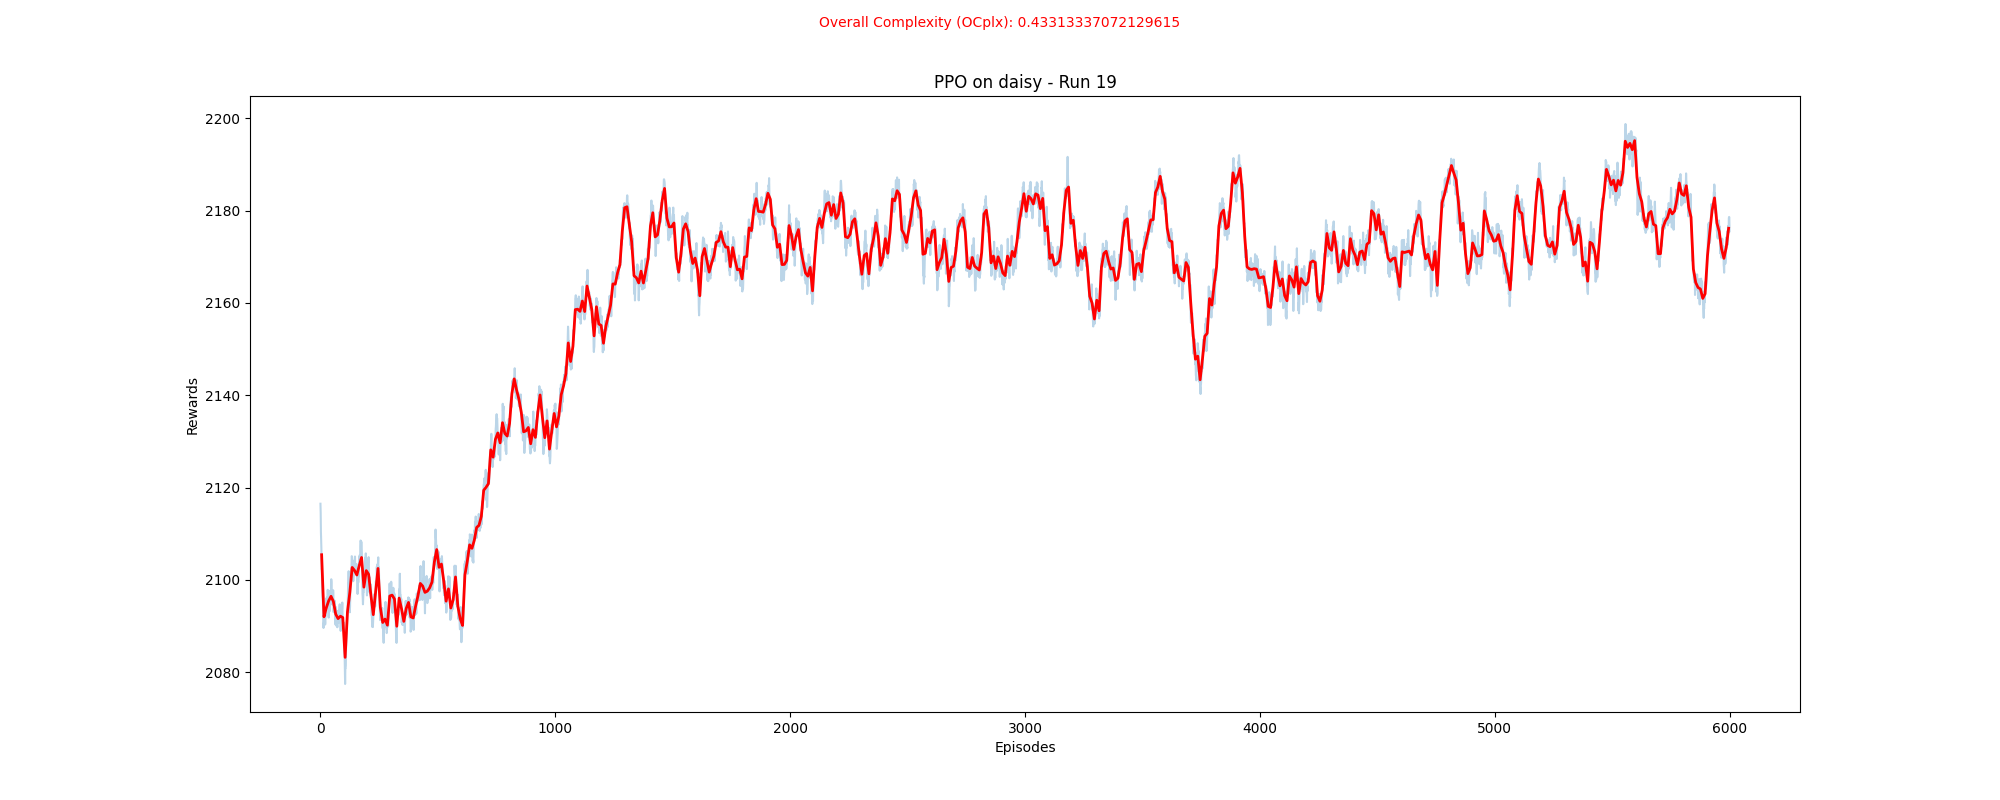 Overall Complexity (OCplx): 0.43313337072129615
PPO on daisy - Run 19
2200
2180
2160
2140
2120
2100
2080
Rewards
0 1000 2000 3000 4000 5000 6000
Episodes